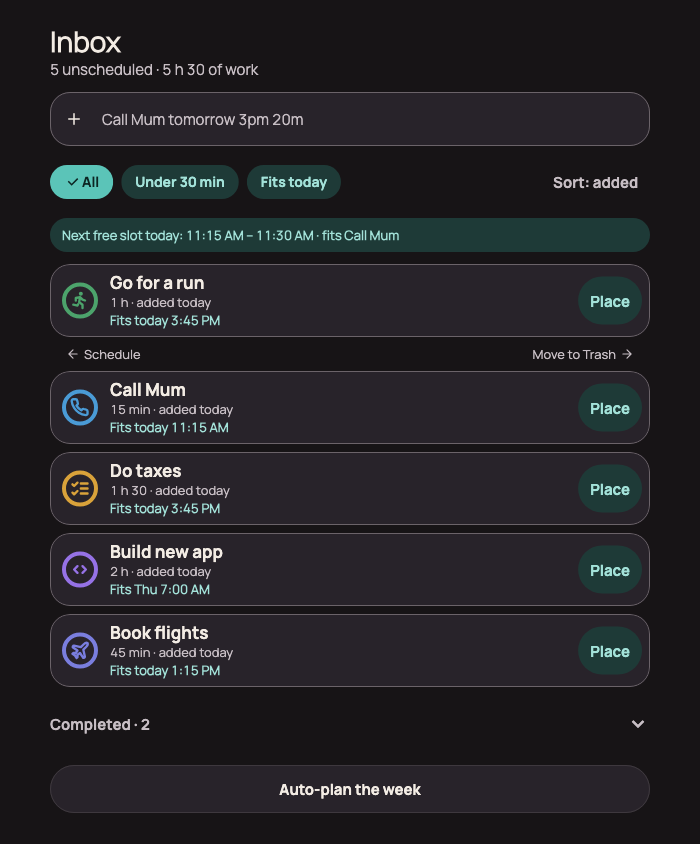 Inbox
5 unscheduled · 5 h 30 of work
Call Mum tomorrow 3pm 20m
All Under 30 min Fits today Sort: added
Next free slot today: 11:15 AM – 11:30 AM · fits Call Mum
Go for a run
1 h · added today
Fits today 3:45 PM
Place
← Schedule Move to Trash →
Call Mum
15 min · added today
Fits today 11:15 AM
Place
Do taxes
1 h 30 · added today
Fits today 3:45 PM
Place
Build new app
2 h · added today
Fits Thu 7:00 AM
Place
Book flights
45 min · added today
Fits today 1:15 PM
Place
Completed · 2
Auto-plan the week